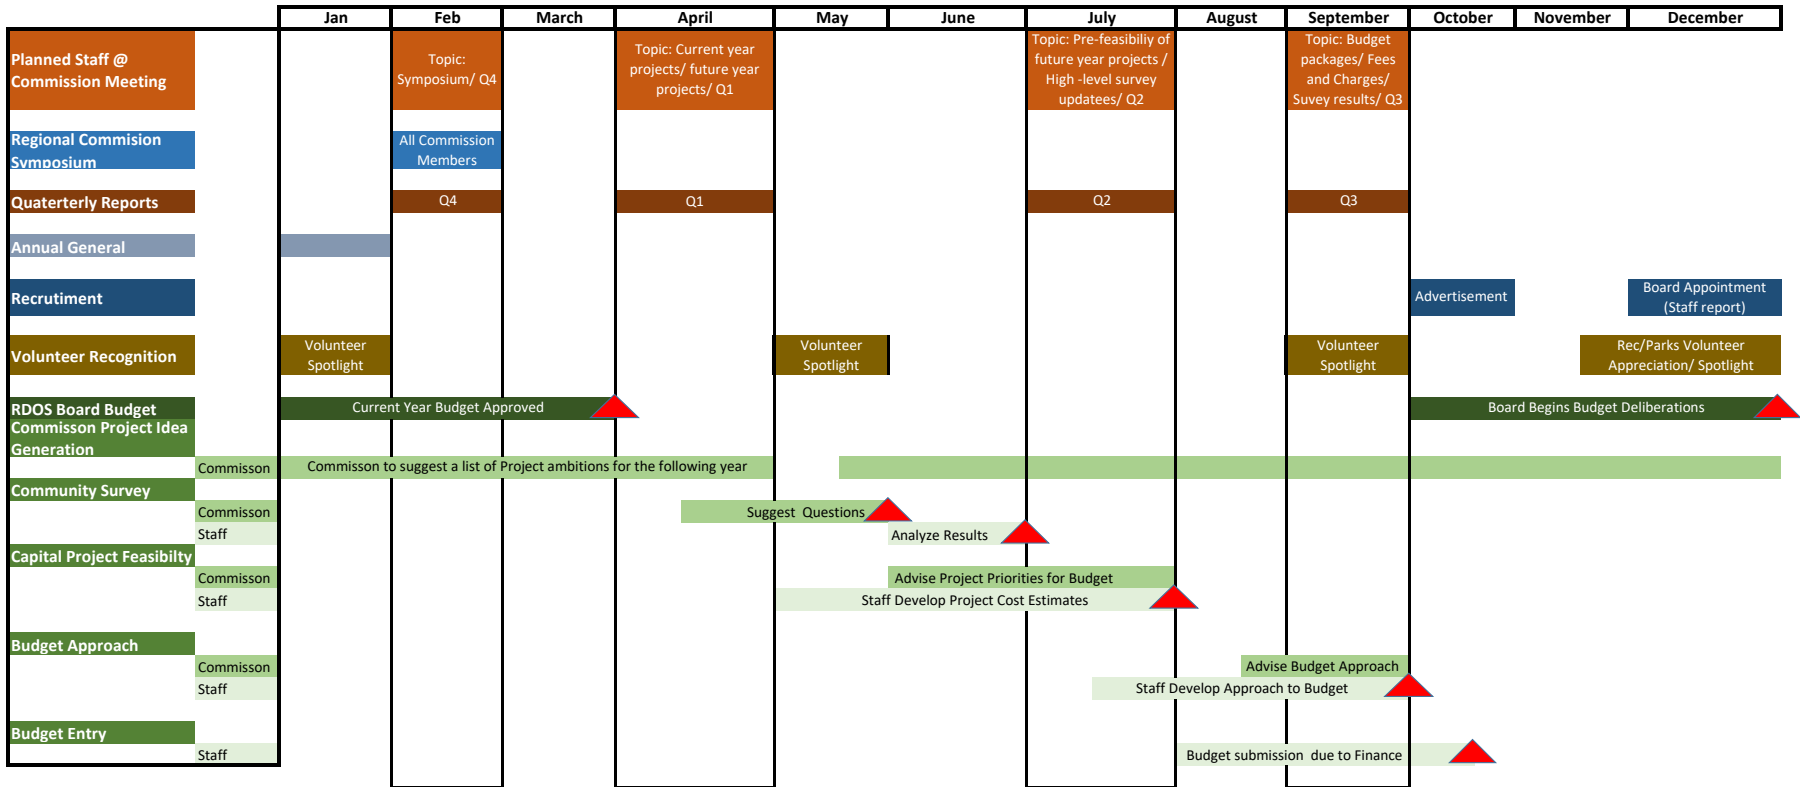 Jan Feb March April May June July August September October November December
Planned Staff @
Commission Meeting
Topic:
Symposium/ Q4
Topic: Current year
projects/ future year
projects/ Q1
Topic: Pre-feasibiliy of
future year projects /
High -level survey
updatees/ Q2
Topic: Budget
packages/ Fees
and Charges/
Suvey results/ Q3
Regional Commision
Symposium
All Commission
Members
Quaterterly Reports Q4 Q1 Q2 Q3
Annual General
Recrutiment
Advertisement
Board Appointment
(Staff report)
Volunteer Recognition
Volunteer
Spotlight
Volunteer
Spotlight
Volunteer
Spotlight
Rec/Parks Volunteer
Appreciation/ Spotlight
RDOS Board Budget Current Year Budget Approved Board Begins Budget Deliberations
Commisson Project Idea
Generation
Commisson Commisson to suggest a list of Project ambitions for the following year
Community Survey
Commisson Suggest Questions
Staff Analyze Results
Capital Project Feasibilty
Commisson Advise Project Priorities for Budget
Staff Staff Develop Project Cost Estimates
Budget Approach
Commisson Advise Budget Approach
Staff Staff Develop Approach to Budget
Budget Entry
Staff Budget submission due to Finance